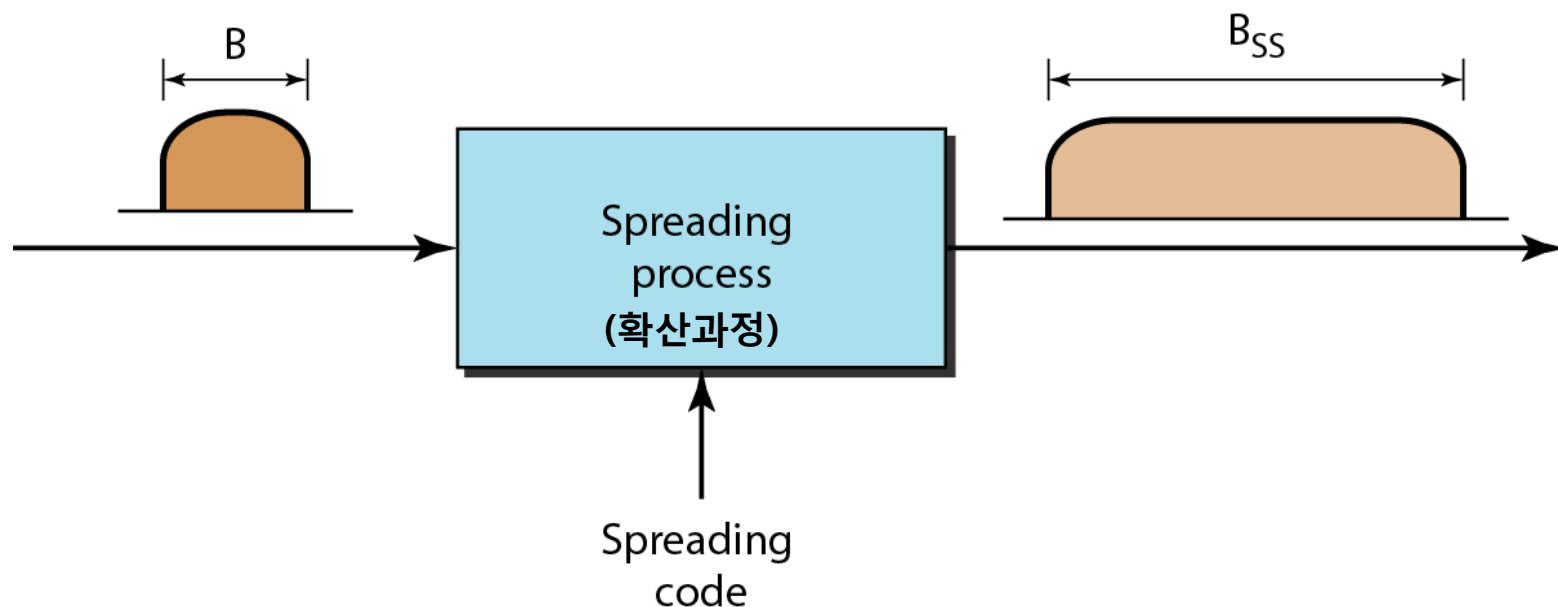 B
B_SS
Spreading
process
(확산과정)
Spreading
code